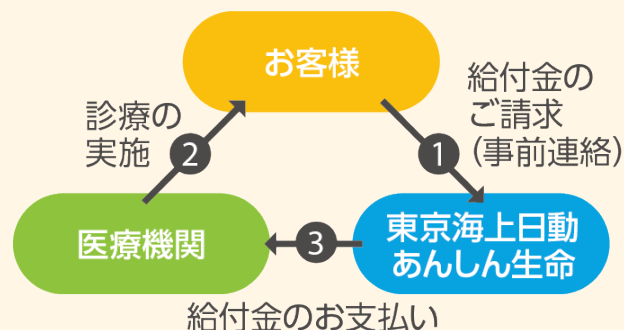 お客様
給付金の
ご請求
(事前連絡)
1
診療の
実施
2
医療機関
3
東京海上日動
あんしん生命
給付金のお支払い